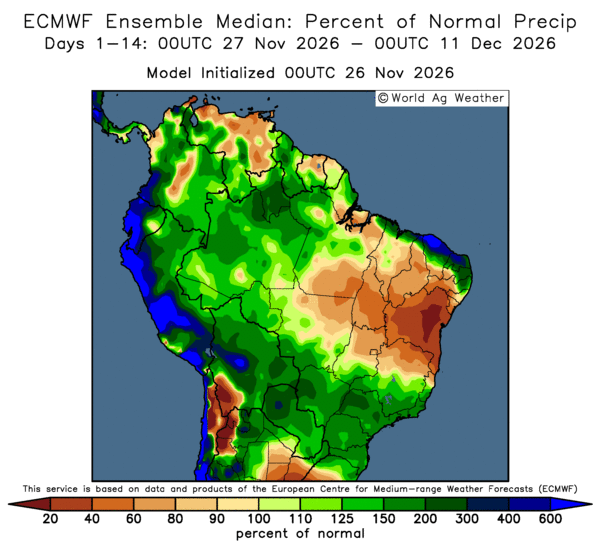 ECMWF Ensemble Median: Percent of Normal Precip
Days 1−14: 00UTC 27 Nov 2026 − 00UTC 11 Dec 2026
Model Initialized 00UTC 26 Nov 2026
© World Ag Weather
This service is based on data and products of the European Centre for Medium-range Weather Forecasts (ECMWF)
20 40 60 80 90 100 110 125 150 200 300 400 600
percent of normal